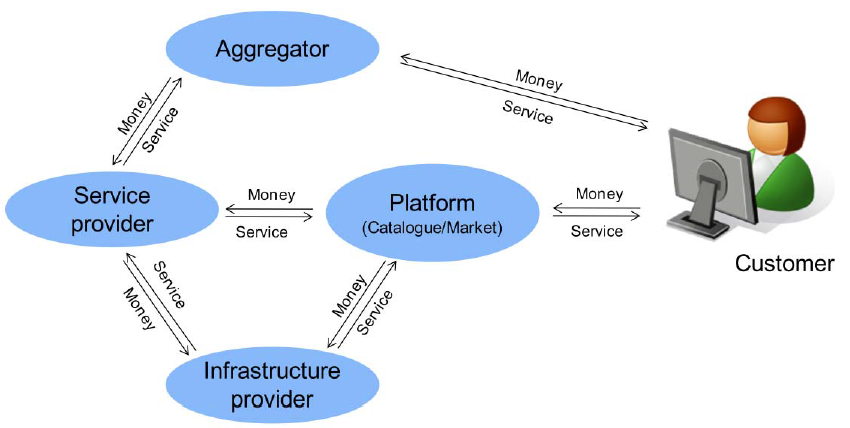 Aggregator
Money
Service
Money
Service
Service
provider
Money
Service
Platform
(Catalogue/Market)
Money
Service
Customer
Service
Money
Money
Service
Infrastructure
provider